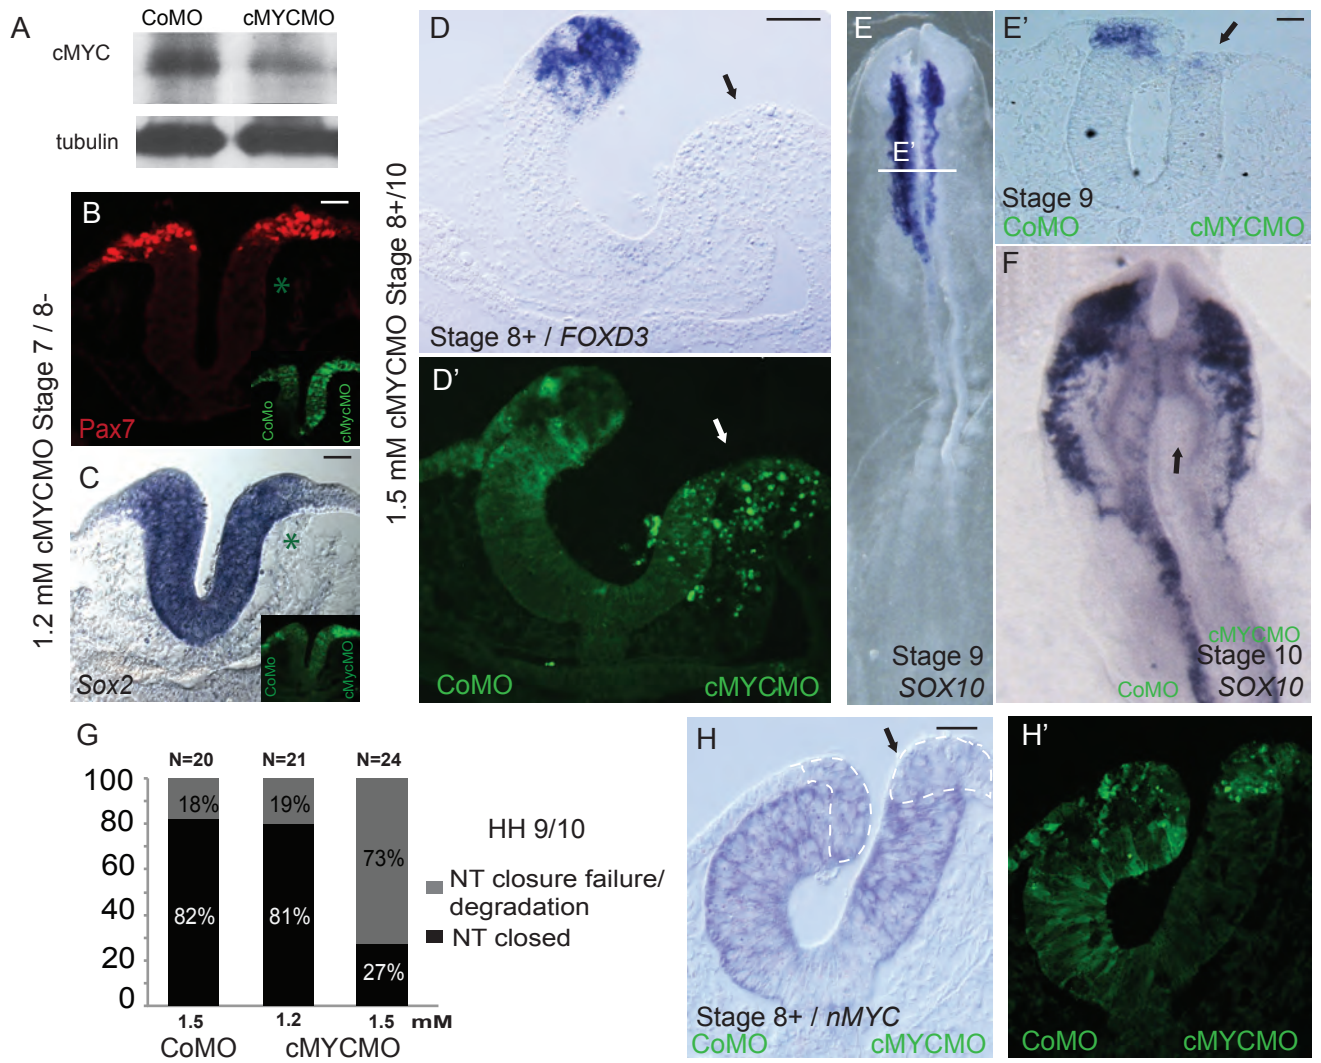 A
CoMO cMYCMO
cMYC
tubulin
1.2 mM cMYCMO Stage 7 / 8-
B
*
Pax7
CoMo
cMycMO
C
*
Sox2
CoMo
cMycMO
1.5 mM cMYCMO Stage 8+/10
D
Stage 8+ / FOXD3
D'
CoMO cMYCMO
E
E'
Stage 9
SOX10
E'
Stage 9
CoMO cMYCMO
F
cMYCMO
Stage 10
CoMO SOX10
G
N=20 N=21 N=24
100
80
60
40
20
0
18% 19% 73%
82% 81% 27%
1.5 1.2 1.5 mM
CoMO cMYCMO
HH 9/10
NT closure failure/
degradation
NT closed
H
Stage 8+ / nMYC
CoMO cMYCMO
H'
CoMO cMYCMO